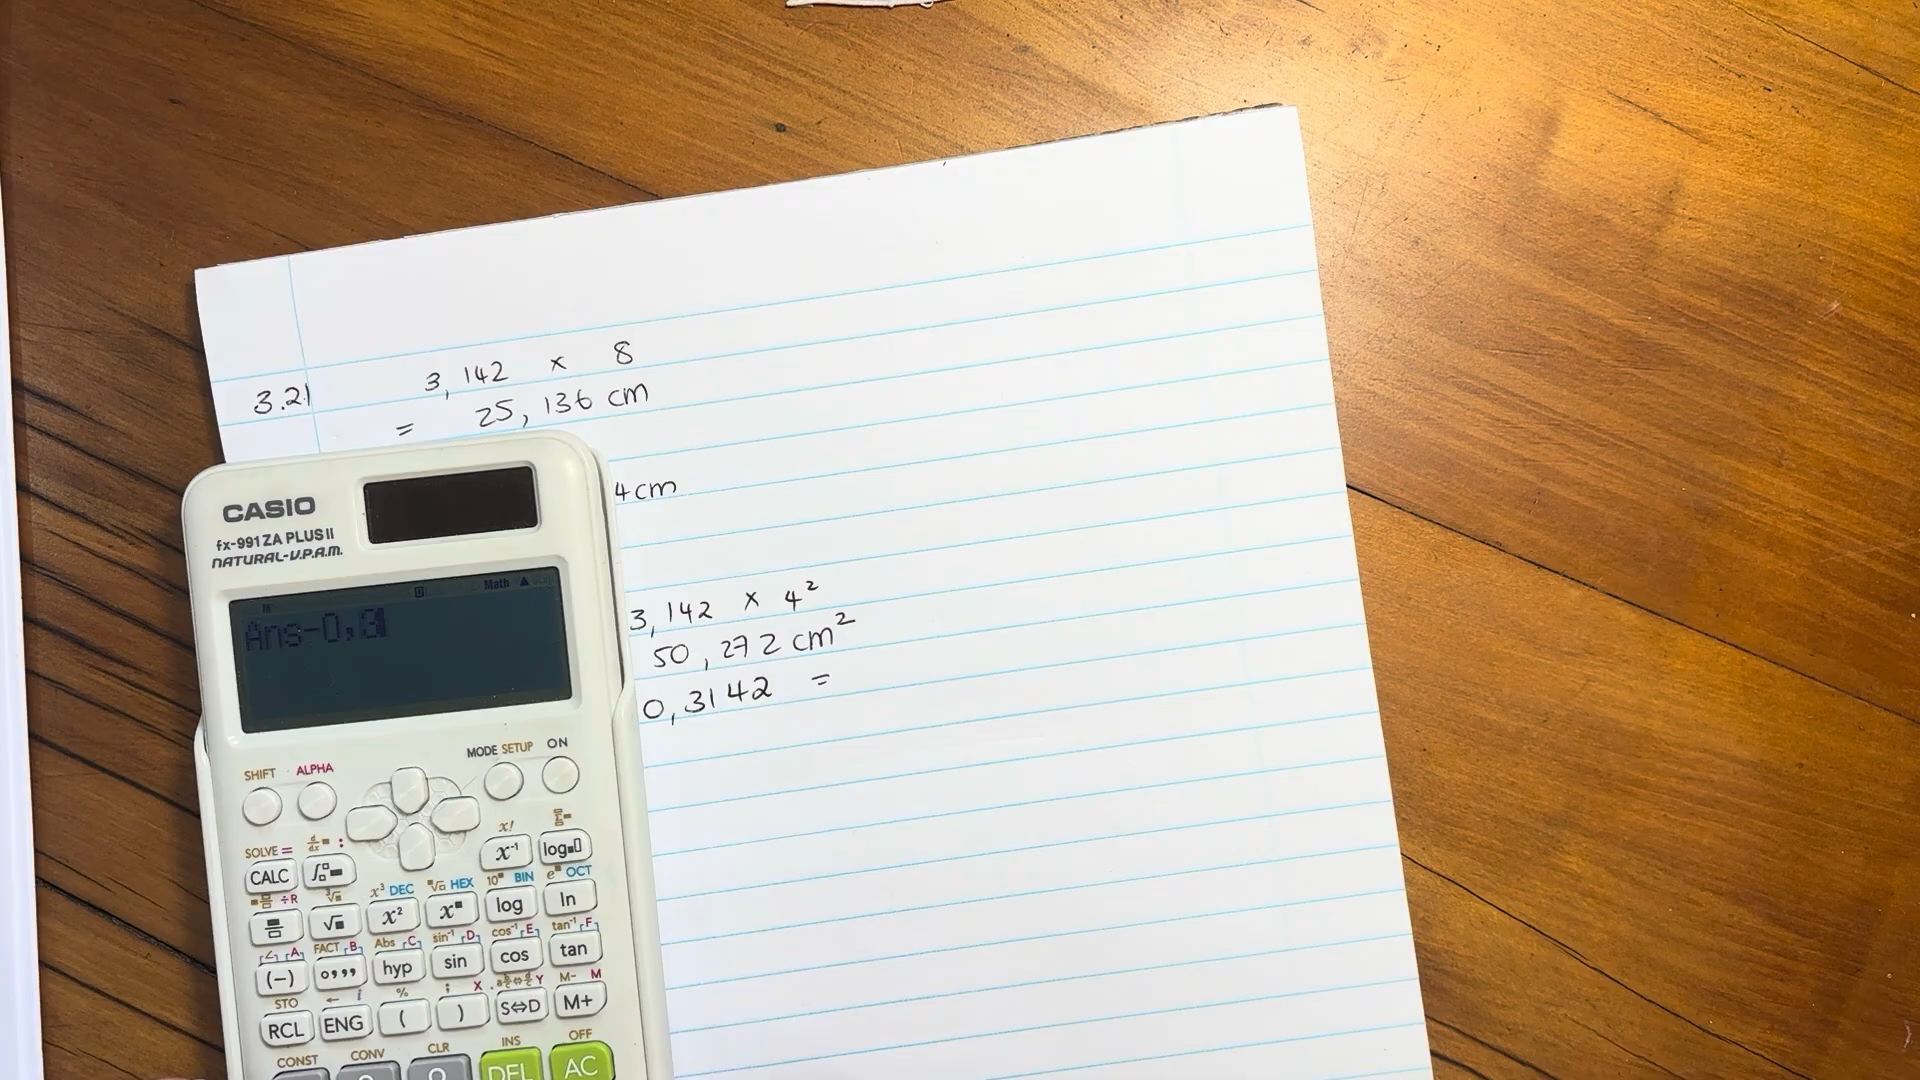 3.21 3,142 x 8
= 25,136 cm
4cm
3,142 x 4²
50,272 cm²
0,3142 =
CASIO
fx-991ZA PLUS II
NATURAL-V.P.A.M.
M D Math ▲
Ans-0,3
MODE SETUP ON
SHIFT ALPHA
x!
SOLVE = d/dx :
CALC x⁻¹ log
÷R x³ DEC HEX 10 BIN e OCT
√ x² x log ln
∠ A FACT B Abs C sin⁻¹ D cos⁻¹ E tan⁻¹ F
(−) hyp sin cos tan
STO ← i % ; X Y M- M
RCL ENG ( ) S⇔D M+
CONST CONV CLR INS OFF
DEL AC